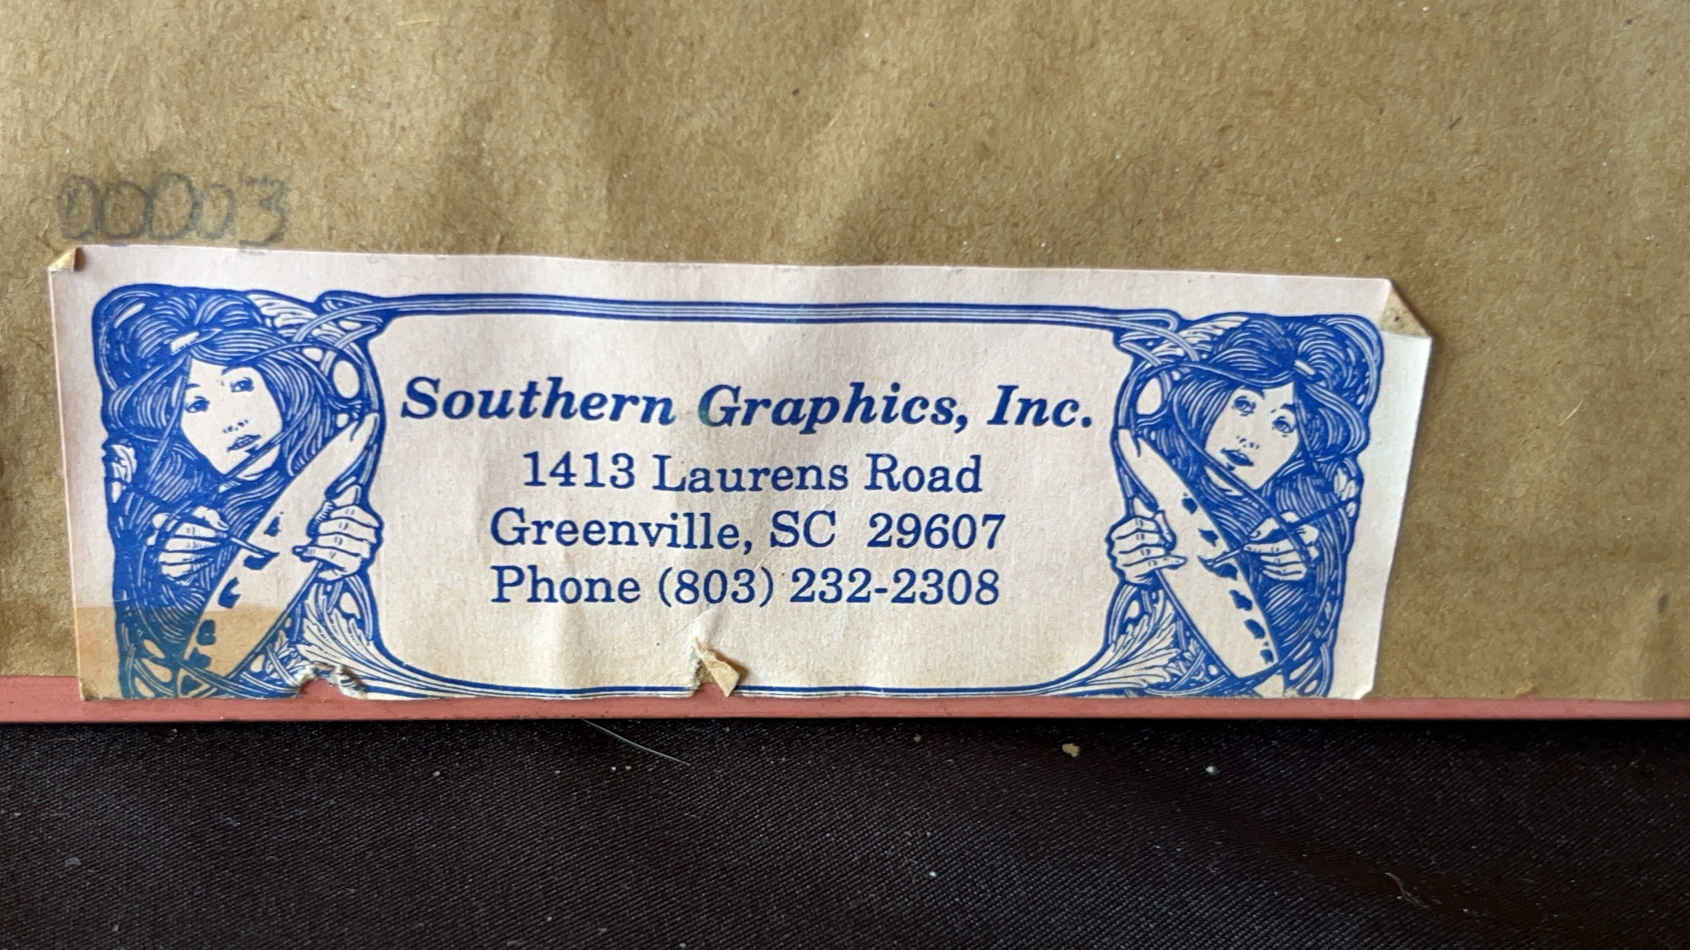 00003
Southern Graphics, Inc.
1413 Laurens Road
Greenville, SC 29607
Phone (803) 232-2308